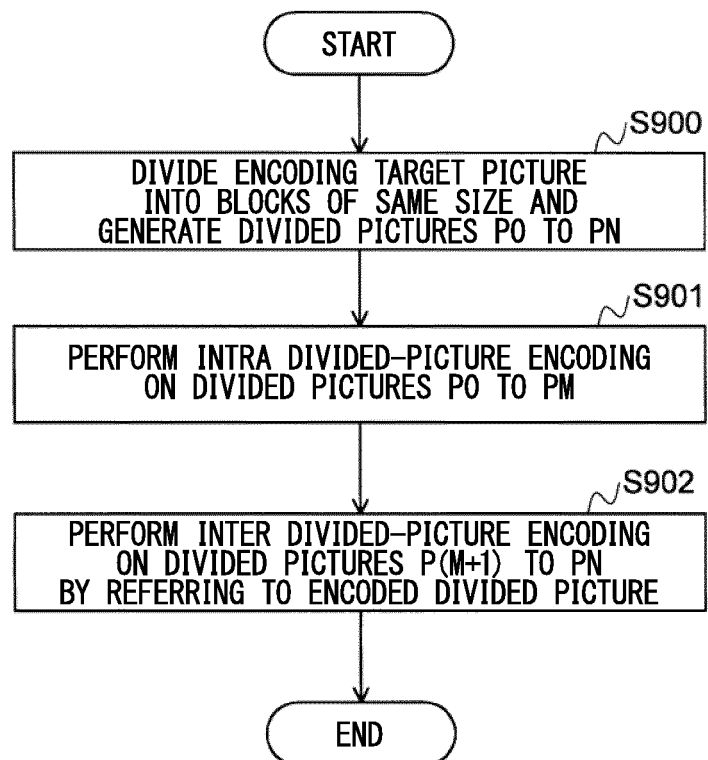 START
S900
DIVIDE ENCODING TARGET PICTURE
INTO BLOCKS OF SAME SIZE AND
GENERATE DIVIDED PICTURES P0 TO PN
S901
PERFORM INTRA DIVIDED-PICTURE ENCODING
ON DIVIDED PICTURES P0 TO PM
S902
PERFORM INTER DIVIDED-PICTURE ENCODING
ON DIVIDED PICTURES P(M+1) TO PN
BY REFERRING TO ENCODED DIVIDED PICTURE
END